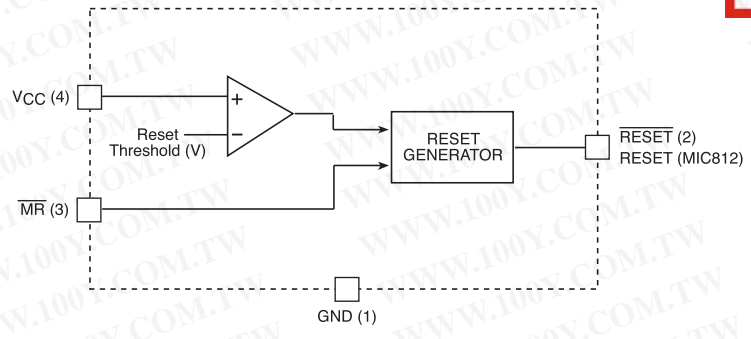 VCC (4)
+
Reset
Threshold (V)
−
RESET
GENERATOR
RESET (2)
RESET (MIC812)
MR (3)
GND (1)
WWW.100Y.COM.TW